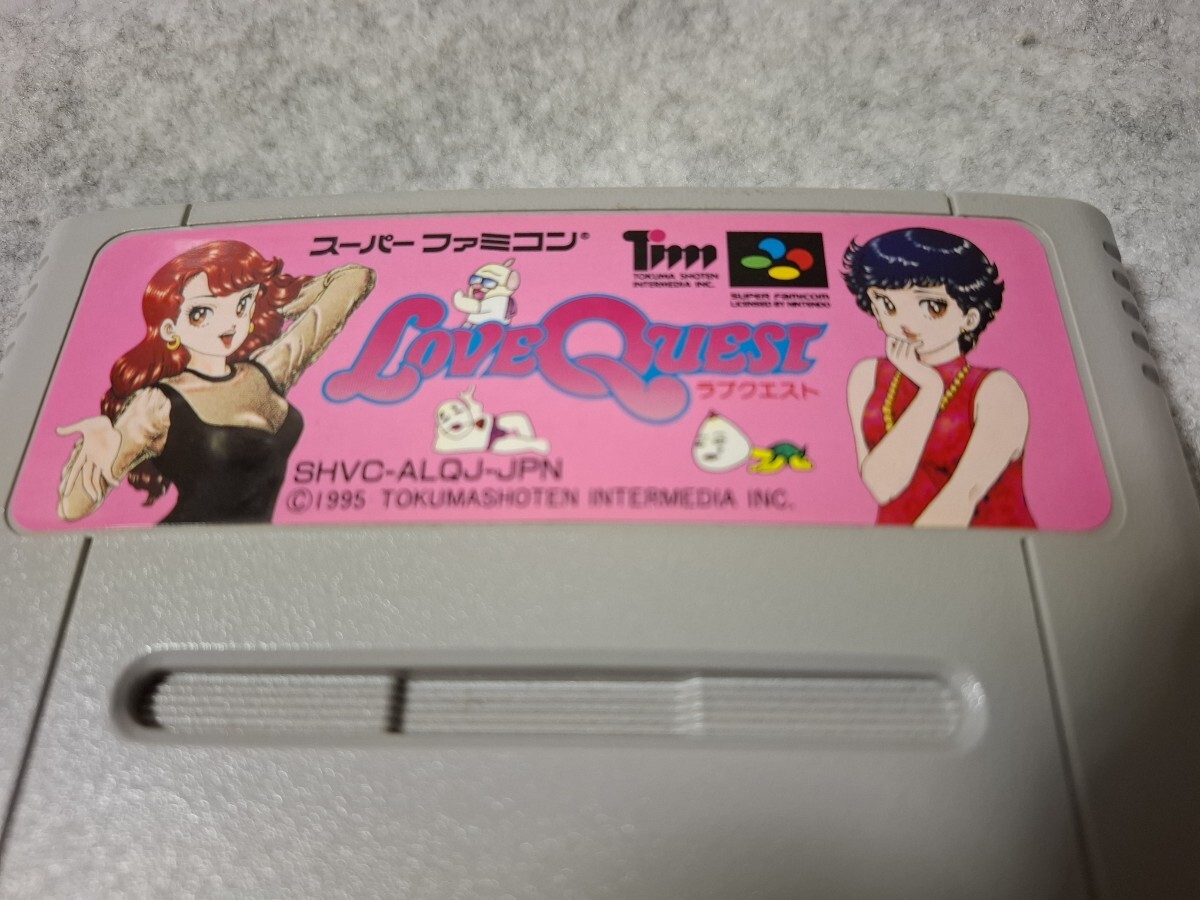 スーパーファミコン®
Tim
TOKUMA SHOTEN
INTERMEDIA INC.
SUPER FAMICOM
LICENSED BY NINTENDO
LOVE QUEST
ラブクエスト
SHVC-ALQJ-JPN
©1995 TOKUMASHOTEN INTERMEDIA INC.